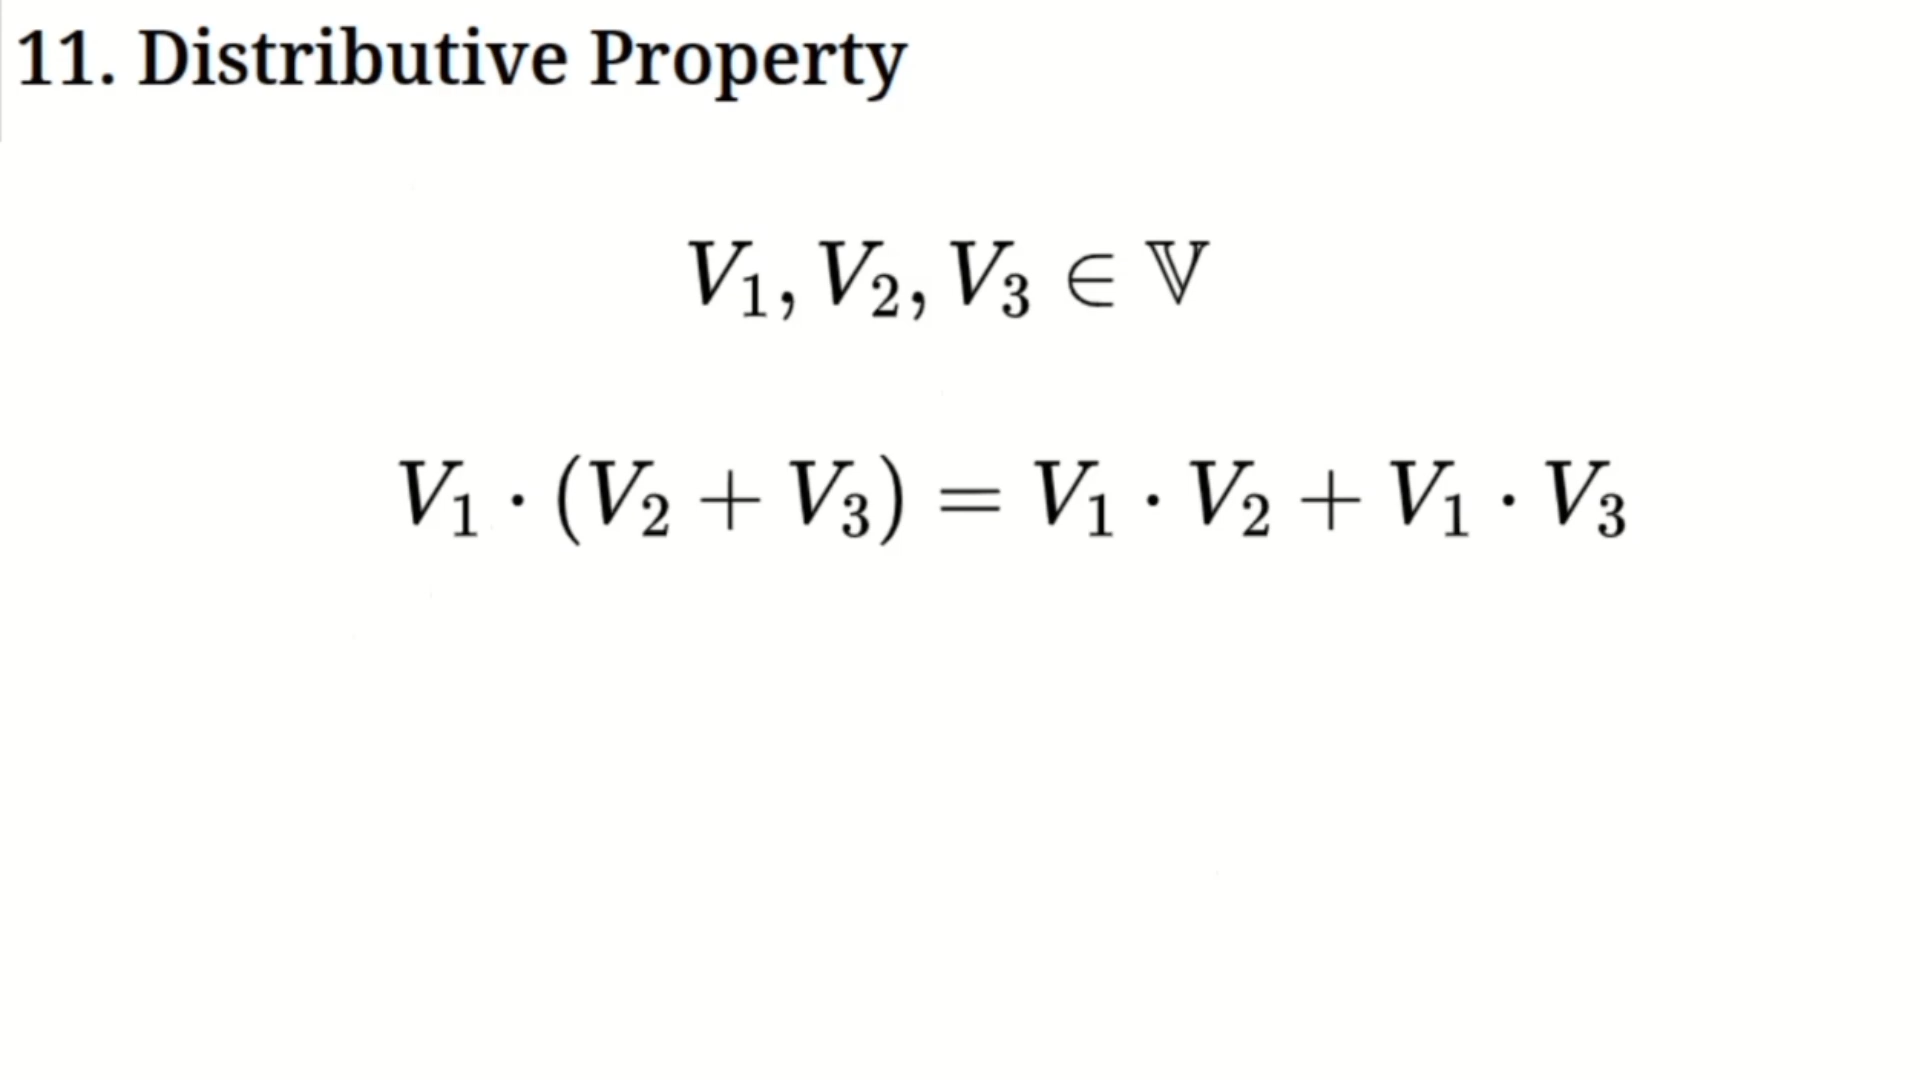 11. Distributive Property
V₁, V₂, V₃ ∈ 𝕍
V₁ · (V₂ + V₃) = V₁ · V₂ + V₁ · V₃